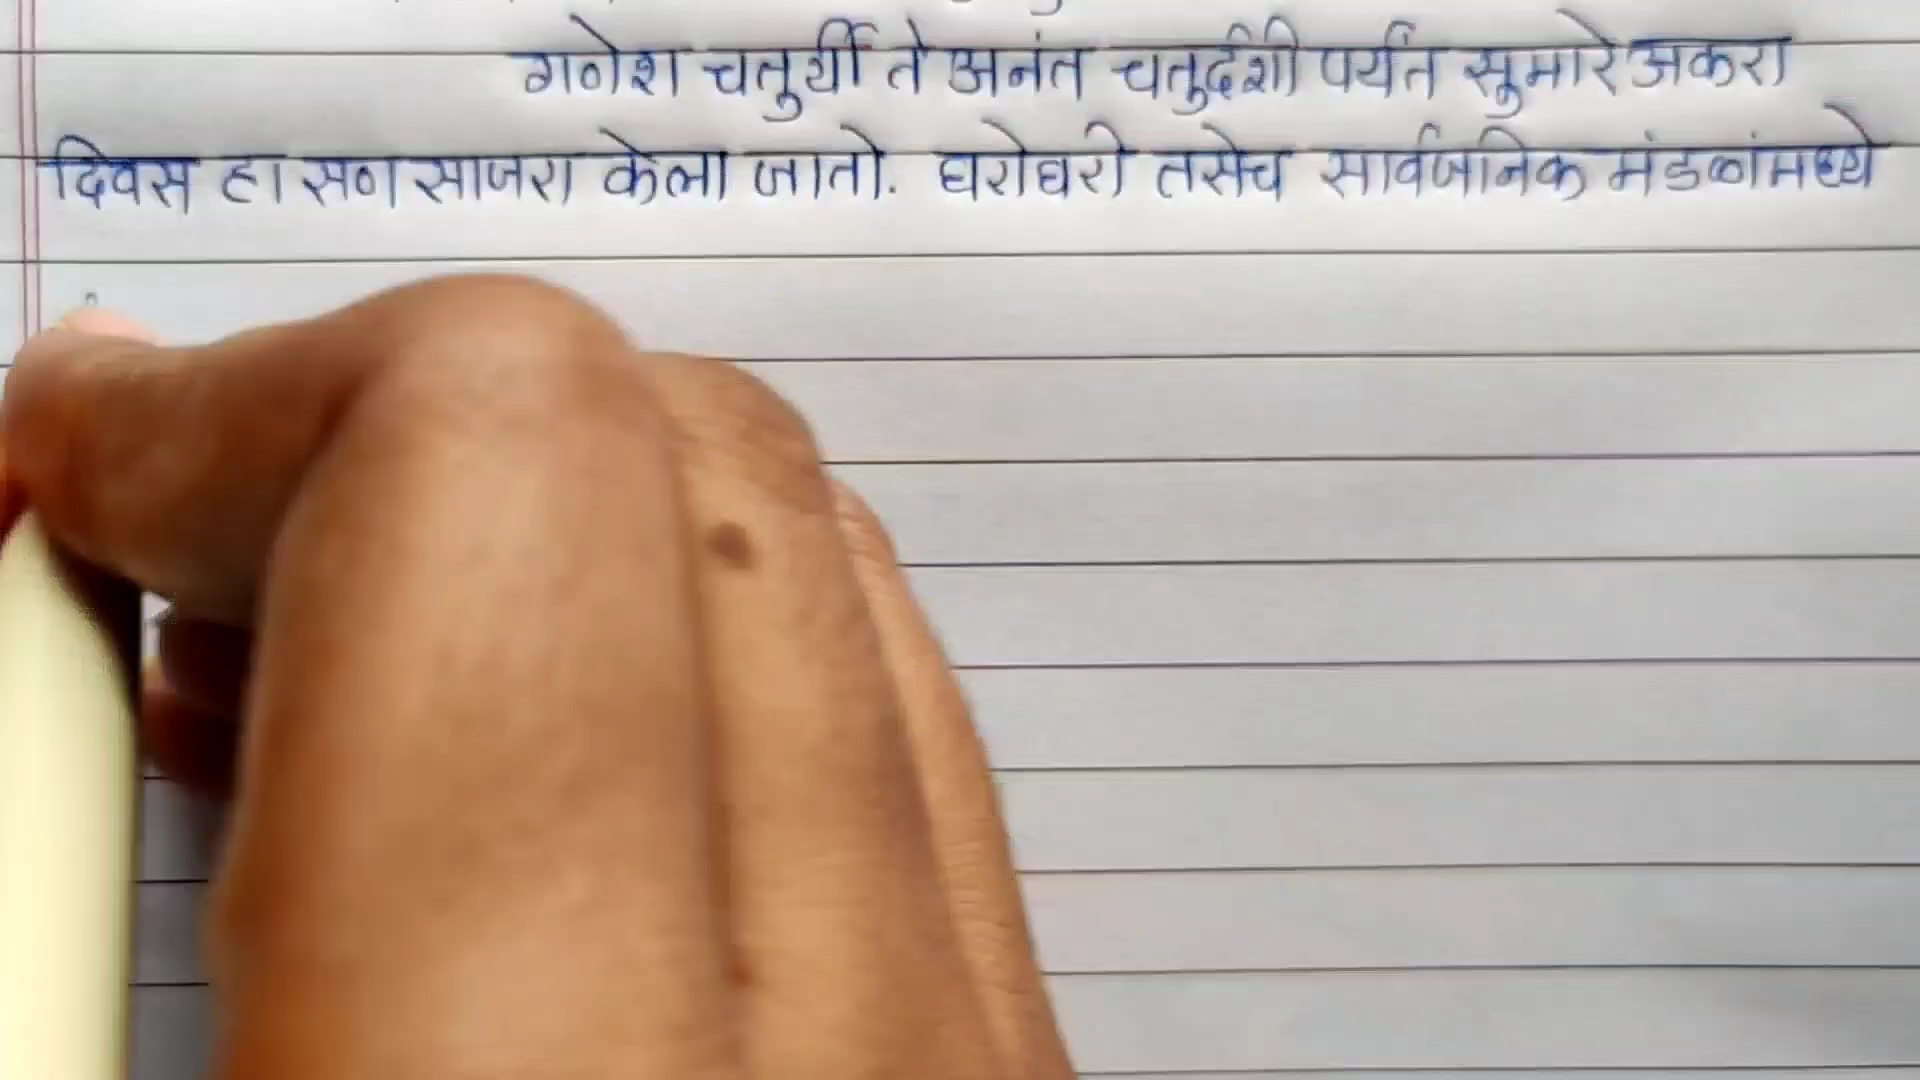 गणेश चतुर्थी ते अनंत चतुर्दशी पर्यंत सुमारे अकरा
दिवस हा सण साजरा केला जातो. घरोघरी तसेच सार्वजनिक मंडळांमध्ये